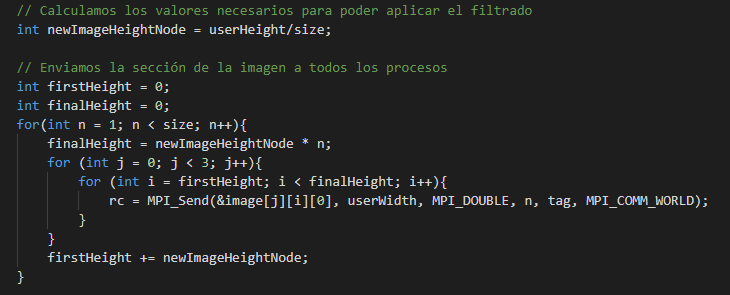 // Calculamos los valores necesarios para poder aplicar el filtrado
int newImageHeightNode = userHeight/size;

// Enviamos la sección de la imagen a todos los procesos
int firstHeight = 0;
int finalHeight = 0;
for(int n = 1; n < size; n++){
    finalHeight = newImageHeightNode * n;
    for (int j = 0; j < 3; j++){
        for (int i = firstHeight; i < finalHeight; i++){
            rc = MPI_Send(&image[j][i][0], userWidth, MPI_DOUBLE, n, tag, MPI_COMM_WORLD);
        }
    }
    firstHeight += newImageHeightNode;
}